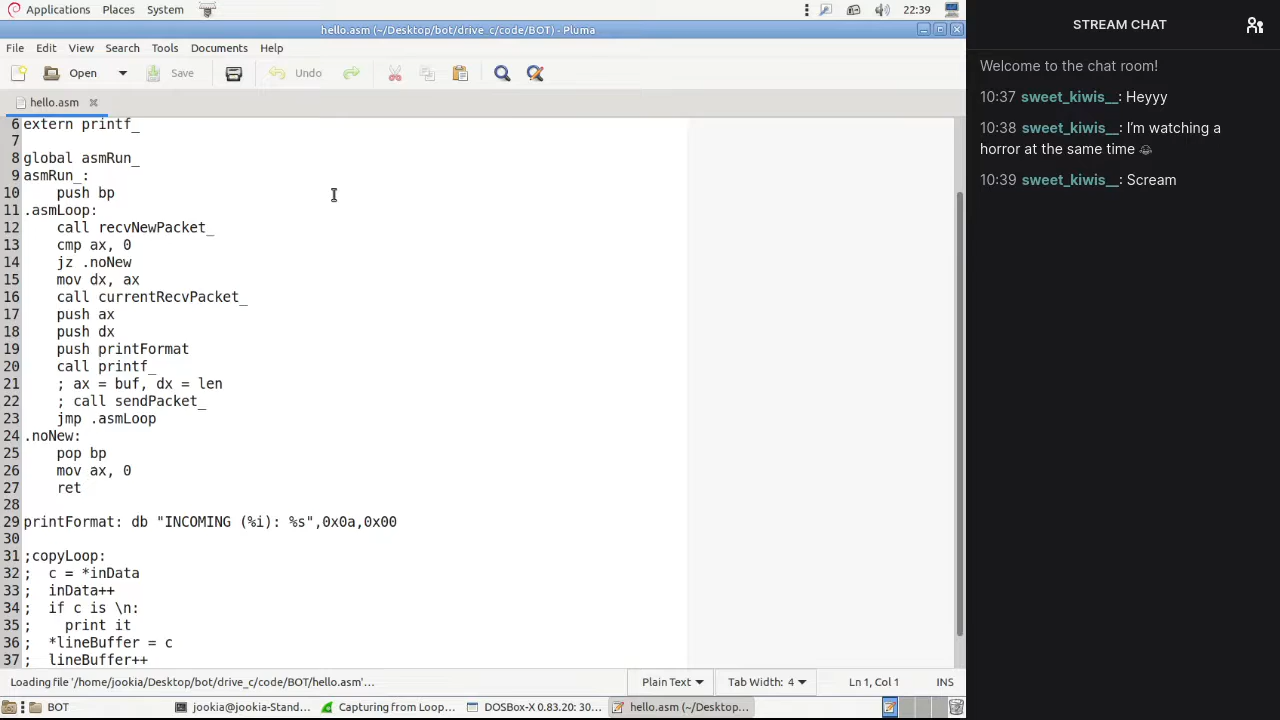 Applications Places System 22:39
hello.asm (~/Desktop/bot/drive_c/code/BOT) - Pluma
File Edit View Search Tools Documents Help
Open Save Undo
hello.asm
6 extern printf_
7
8 global asmRun_
9 asmRun_:
10 push bp
11 .asmLoop:
12 call recvNewPacket_
13 cmp ax, 0
14 jz .noNew
15 mov dx, ax
16 call currentRecvPacket_
17 push ax
18 push dx
19 push printFormat
20 call printf_
21 ; ax = buf, dx = len
22 ; call sendPacket_
23 jmp .asmLoop
24 .noNew:
25 pop bp
26 mov ax, 0
27 ret
28
29 printFormat: db "INCOMING (%i): %s",0x0a,0x00
30
31 ;copyLoop:
32 ; c = *inData
33 ; inData++
34 ; if c is \n:
35 ; print it
36 ; *lineBuffer = c
37 ; lineBuffer++
Loading file '/home/jookia/Desktop/bot/drive_c/code/BOT/hello.asm'… Plain Text Tab Width: 4 Ln 1, Col 1 INS
BOT jookia@jookia-Stand... Capturing from Loop... DOSBox-X 0.83.20: 30... hello.asm (~/Desktop...
STREAM CHAT
Welcome to the chat room!
10:37 sweet_kiwis__: Heyyy
10:38 sweet_kiwis__: I'm watching a
horror at the same time 😂
10:39 sweet_kiwis__: Scream